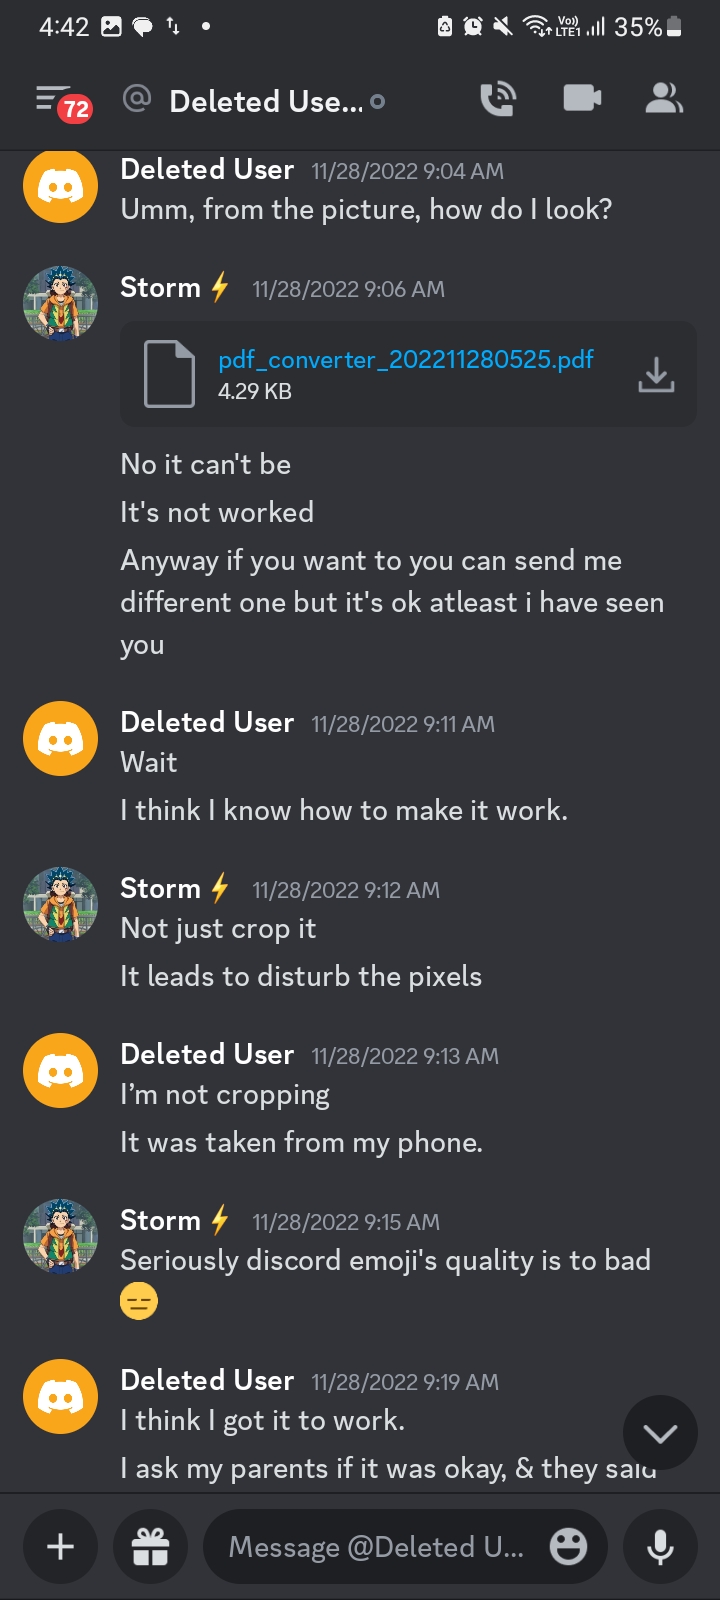 4:42
Vo))
LTE1
35%
72
Deleted Use...
Deleted User 11/28/2022 9:04 AM
Umm, from the picture, how do I look?
Storm⚡ 11/28/2022 9:06 AM
pdf_converter_202211280525.pdf
4.29 KB
No it can't be
It's not worked
Anyway if you want to you can send me
different one but it's ok atleast i have seen
you
Deleted User 11/28/2022 9:11 AM
Wait
I think I know how to make it work.
Storm⚡ 11/28/2022 9:12 AM
Not just crop it
It leads to disturb the pixels
Deleted User 11/28/2022 9:13 AM
I’m not cropping
It was taken from my phone.
Storm⚡ 11/28/2022 9:15 AM
Seriously discord emoji's quality is to bad
😑
Deleted User 11/28/2022 9:19 AM
I think I got it to work.
I ask my parents if it was okay, & they said
Message @Deleted U...